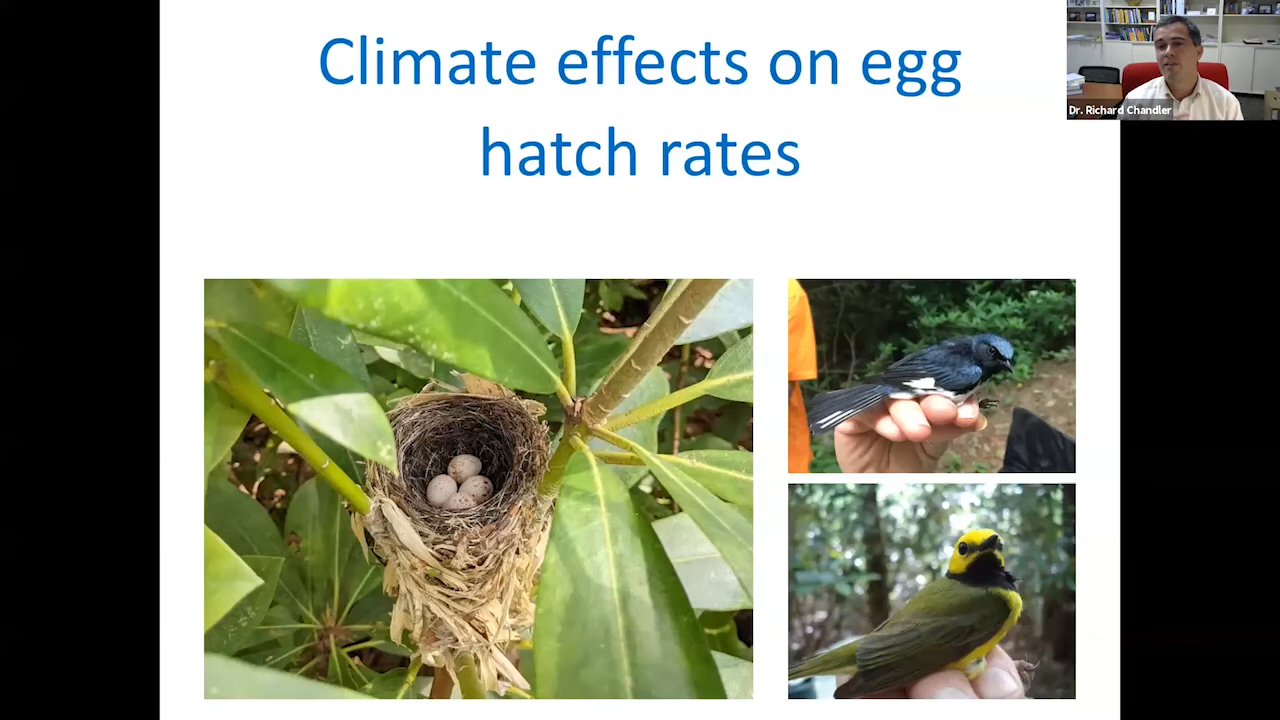 Climate effects on egg
hatch rates
Dr. Richard Chandler